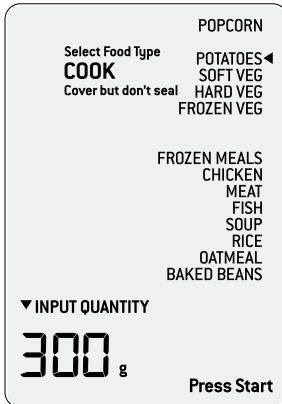 POPCORN
Select Food Type
POTATOES
COOK
SOFT VEG
Cover but don't seal
HARD VEG
FROZEN VEG
FROZEN MEALS
CHICKEN
MEAT
FISH
SOUP
RICE
OATMEAL
BAKED BEANS
INPUT QUANTITY
300 g
Press Start